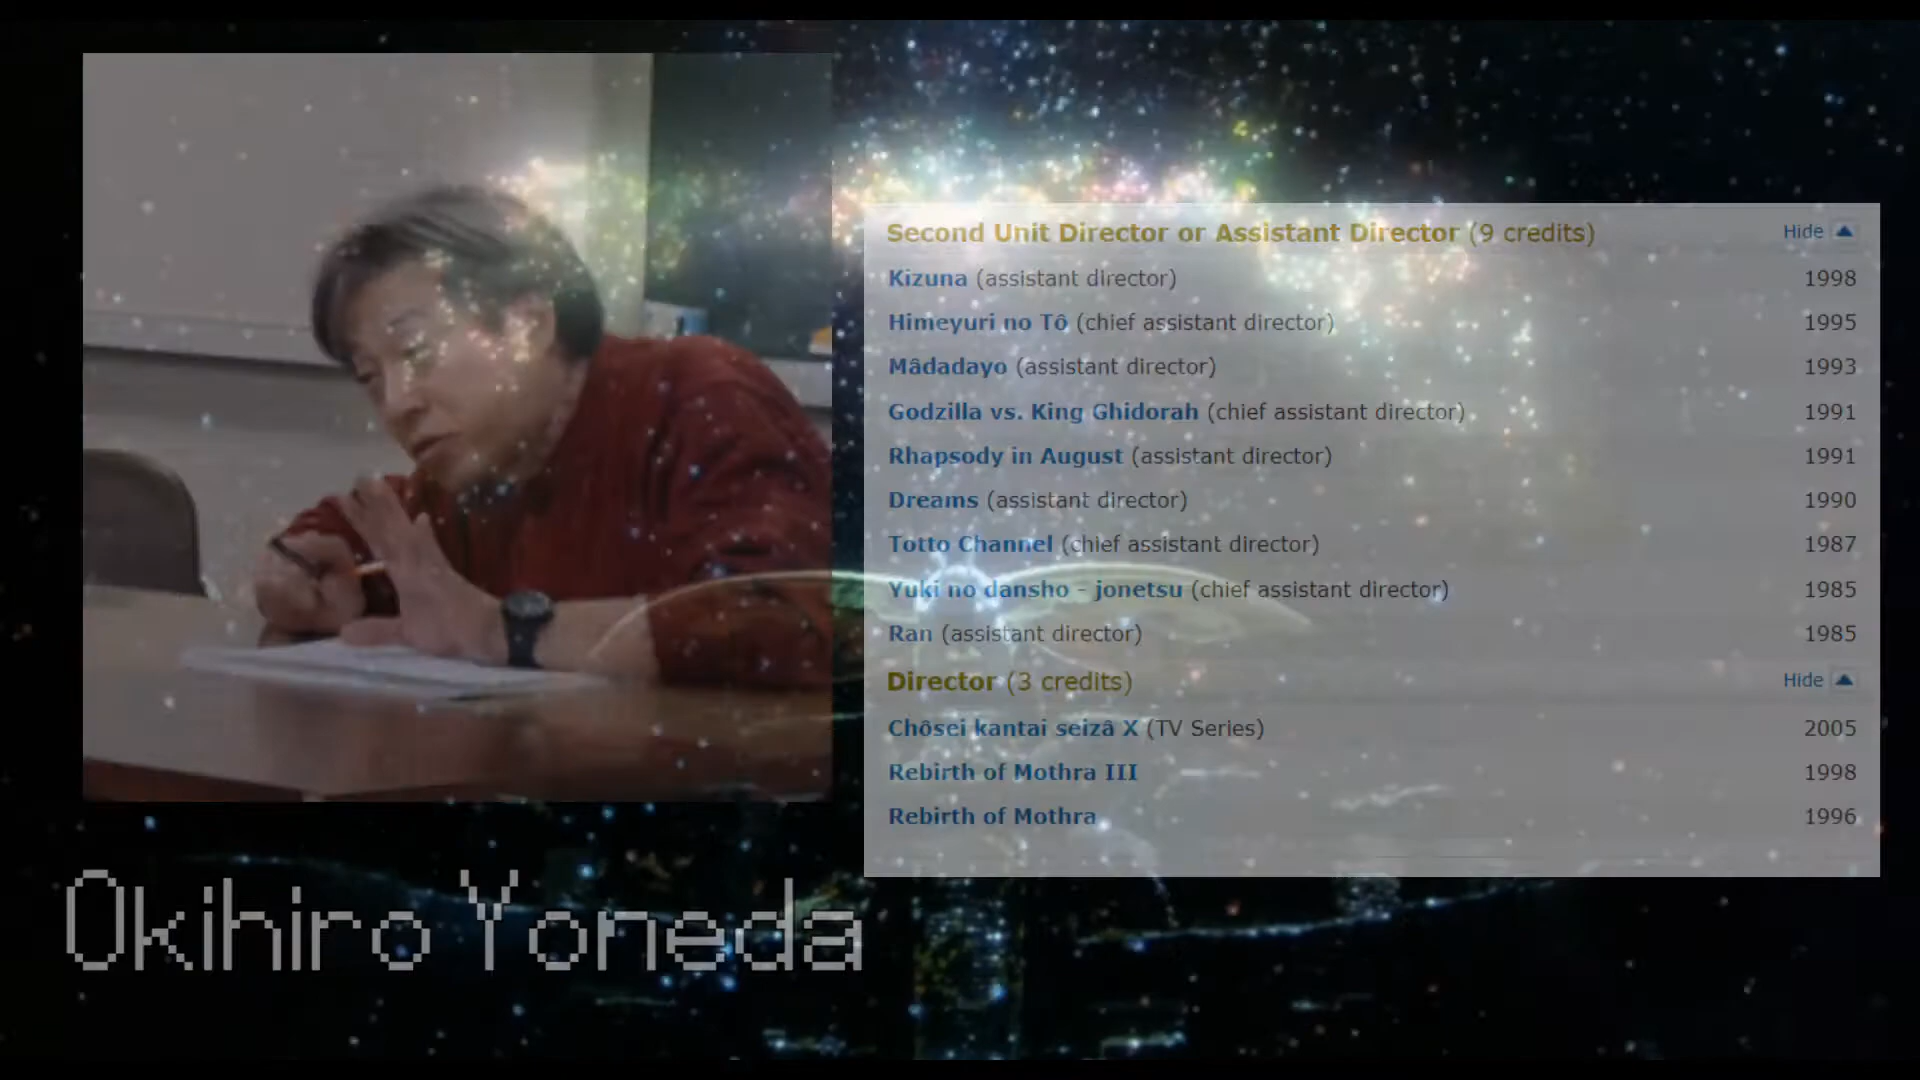 Second Unit Director or Assistant Director (9 credits) Hide
Kizuna (assistant director) 1998
Himeyuri no Tô (chief assistant director) 1995
Mâdadayo (assistant director) 1993
Godzilla vs. King Ghidorah (chief assistant director) 1991
Rhapsody in August (assistant director) 1991
Dreams (assistant director) 1990
Totto Channel (chief assistant director) 1987
Yuki no dansho - jonetsu (chief assistant director) 1985
Ran (assistant director) 1985
Director (3 credits) Hide
Chôsei kantai seizâ X (TV Series) 2005
Rebirth of Mothra III 1998
Rebirth of Mothra 1996
Okihiro Yoneda